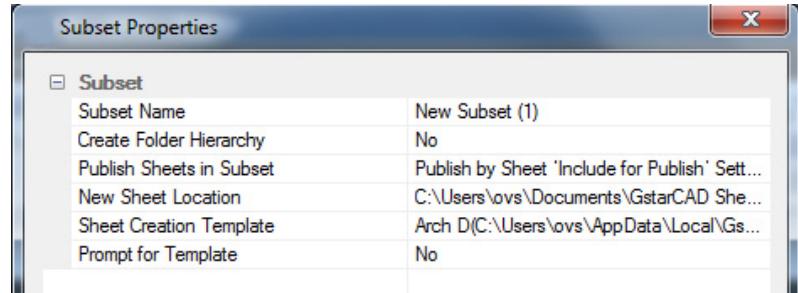 Subset Properties
Subset
Subset Name New Subset (1)
Create Folder Hierarchy No
Publish Sheets in Subset Publish by Sheet 'Include for Publish' Sett...
New Sheet Location C:\Users\ovs\Documents\GstarCAD She...
Sheet Creation Template Arch D(C:\Users\ovs\AppData\Local\Gs...
Prompt for Template No